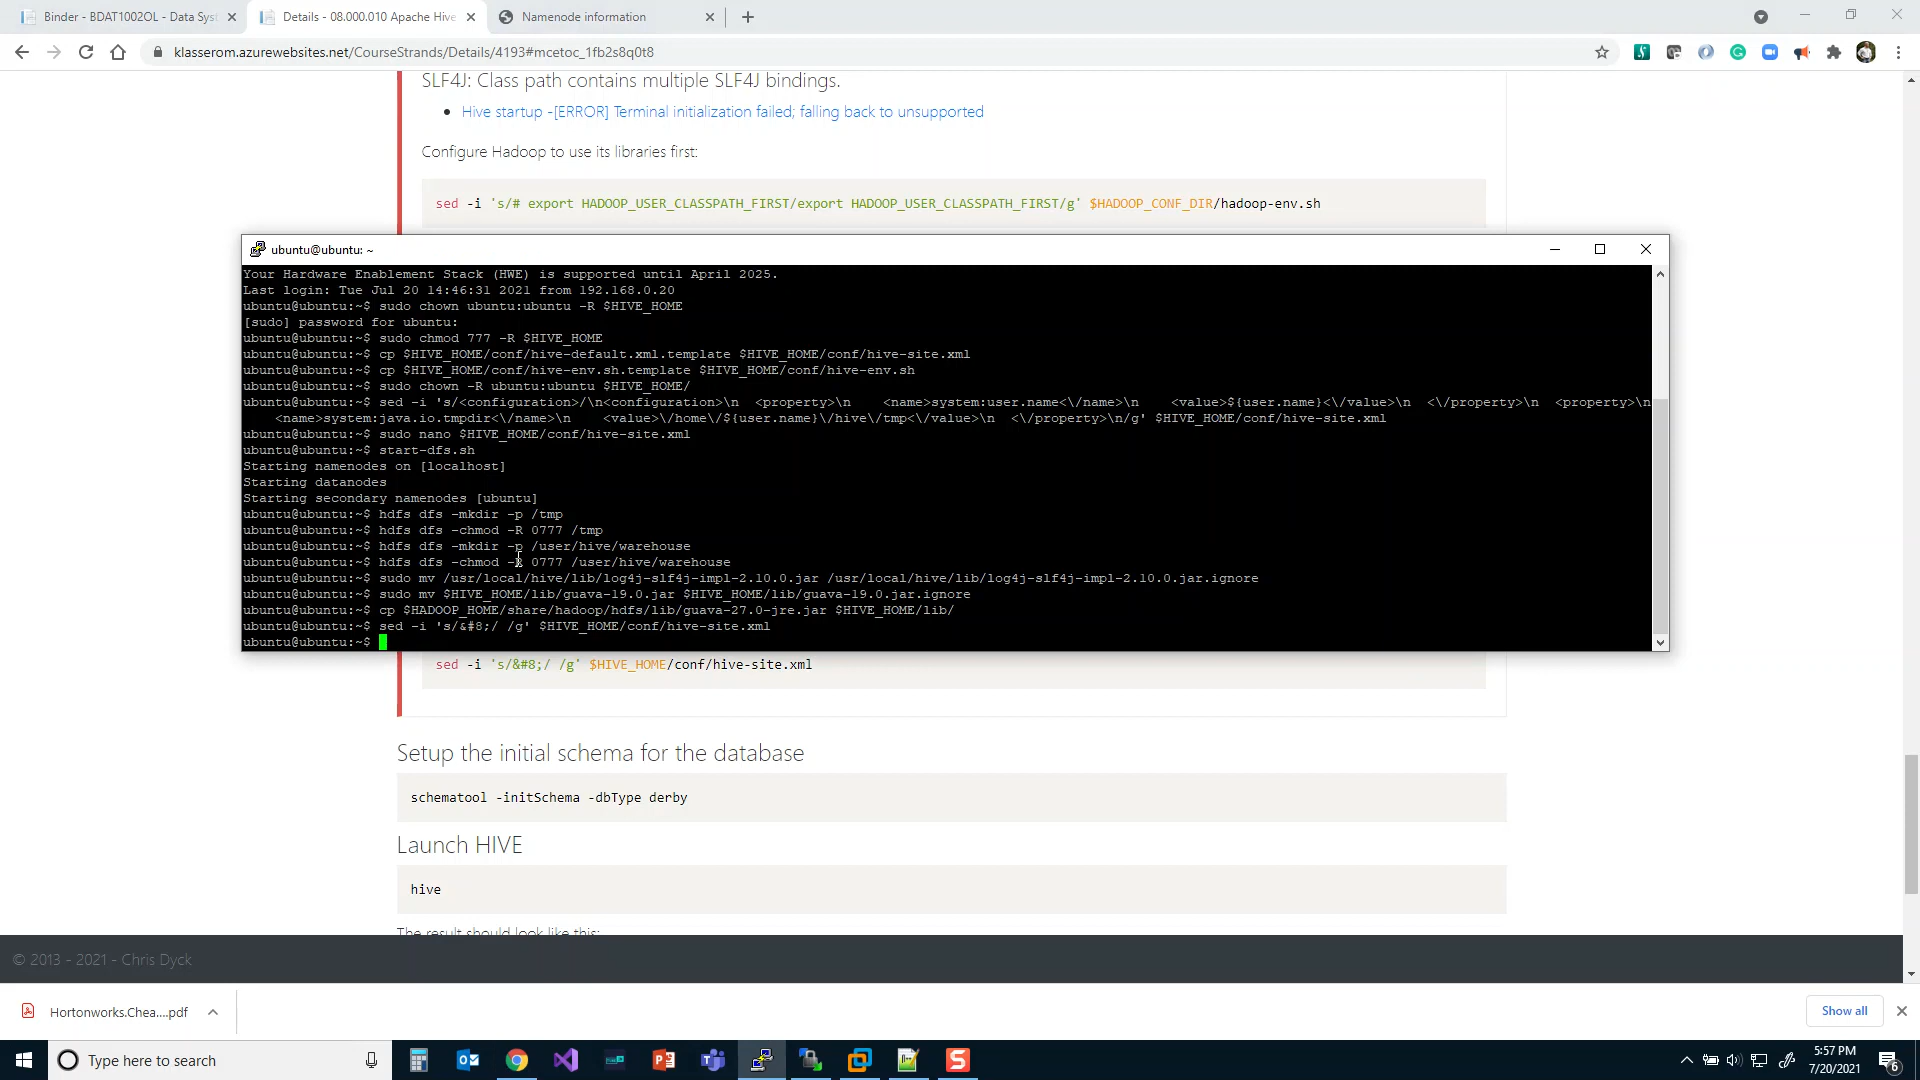 Binder - BDAT1002OL - Data Syst
Details - 08.000.010 Apache Hive
Namenode information
klasserom.azurewebsites.net/CourseStrands/Details/4193#mcetoc_1fb2s8q0t8
SLF4J: Class path contains multiple SLF4J bindings.
Hive startup -[ERROR] Terminal initialization failed; falling back to unsupported
Configure Hadoop to use its libraries first:
sed -i 's/# export HADOOP_USER_CLASSPATH_FIRST/export HADOOP_USER_CLASSPATH_FIRST/g' $HADOOP_CONF_DIR/hadoop-env.sh
ubuntu@ubuntu: ~
Your Hardware Enablement Stack (HWE) is supported until April 2025.
Last login: Tue Jul 20 14:46:31 2021 from 192.168.0.20
ubuntu@ubuntu:~$ sudo chown ubuntu:ubuntu -R $HIVE_HOME
[sudo] password for ubuntu:
ubuntu@ubuntu:~$ sudo chmod 777 -R $HIVE_HOME
ubuntu@ubuntu:~$ cp $HIVE_HOME/conf/hive-default.xml.template $HIVE_HOME/conf/hive-site.xml
ubuntu@ubuntu:~$ cp $HIVE_HOME/conf/hive-env.sh.template $HIVE_HOME/conf/hive-env.sh
ubuntu@ubuntu:~$ sudo chown -R ubuntu:ubuntu $HIVE_HOME/
ubuntu@ubuntu:~$ sed -i 's/<configuration>/\n<configuration>\n  <property>\n    <name>system:user.name<\/name>\n    <value>${user.name}<\/value>\n  <\/property>\n  <property>\n
    <name>system:java.io.tmpdir<\/name>\n    <value>\/home\/${user.name}\/hive\/tmp<\/value>\n  <\/property>\n/g' $HIVE_HOME/conf/hive-site.xml
ubuntu@ubuntu:~$ sudo nano $HIVE_HOME/conf/hive-site.xml
ubuntu@ubuntu:~$ start-dfs.sh
Starting namenodes on [localhost]
Starting datanodes
Starting secondary namenodes [ubuntu]
ubuntu@ubuntu:~$ hdfs dfs -mkdir -p /tmp
ubuntu@ubuntu:~$ hdfs dfs -chmod -R 0777 /tmp
ubuntu@ubuntu:~$ hdfs dfs -mkdir -p /user/hive/warehouse
ubuntu@ubuntu:~$ hdfs dfs -chmod -R 0777 /user/hive/warehouse
ubuntu@ubuntu:~$ sudo mv /usr/local/hive/lib/log4j-slf4j-impl-2.10.0.jar /usr/local/hive/lib/log4j-slf4j-impl-2.10.0.jar.ignore
ubuntu@ubuntu:~$ sudo mv $HIVE_HOME/lib/guava-19.0.jar $HIVE_HOME/lib/guava-19.0.jar.ignore
ubuntu@ubuntu:~$ cp $HADOOP_HOME/share/hadoop/hdfs/lib/guava-27.0-jre.jar $HIVE_HOME/lib/
ubuntu@ubuntu:~$ sed -i 's/&#8;/ /g' $HIVE_HOME/conf/hive-site.xml
ubuntu@ubuntu:~$
sed -i 's/&#8;/ /g' $HIVE_HOME/conf/hive-site.xml
Setup the initial schema for the database
schematool -initSchema -dbType derby
Launch HIVE
hive
The result should look like this:
© 2013 - 2021 - Chris Dyck
Hortonworks.Chea....pdf
Show all
Type here to search
5:57 PM
7/20/2021
6